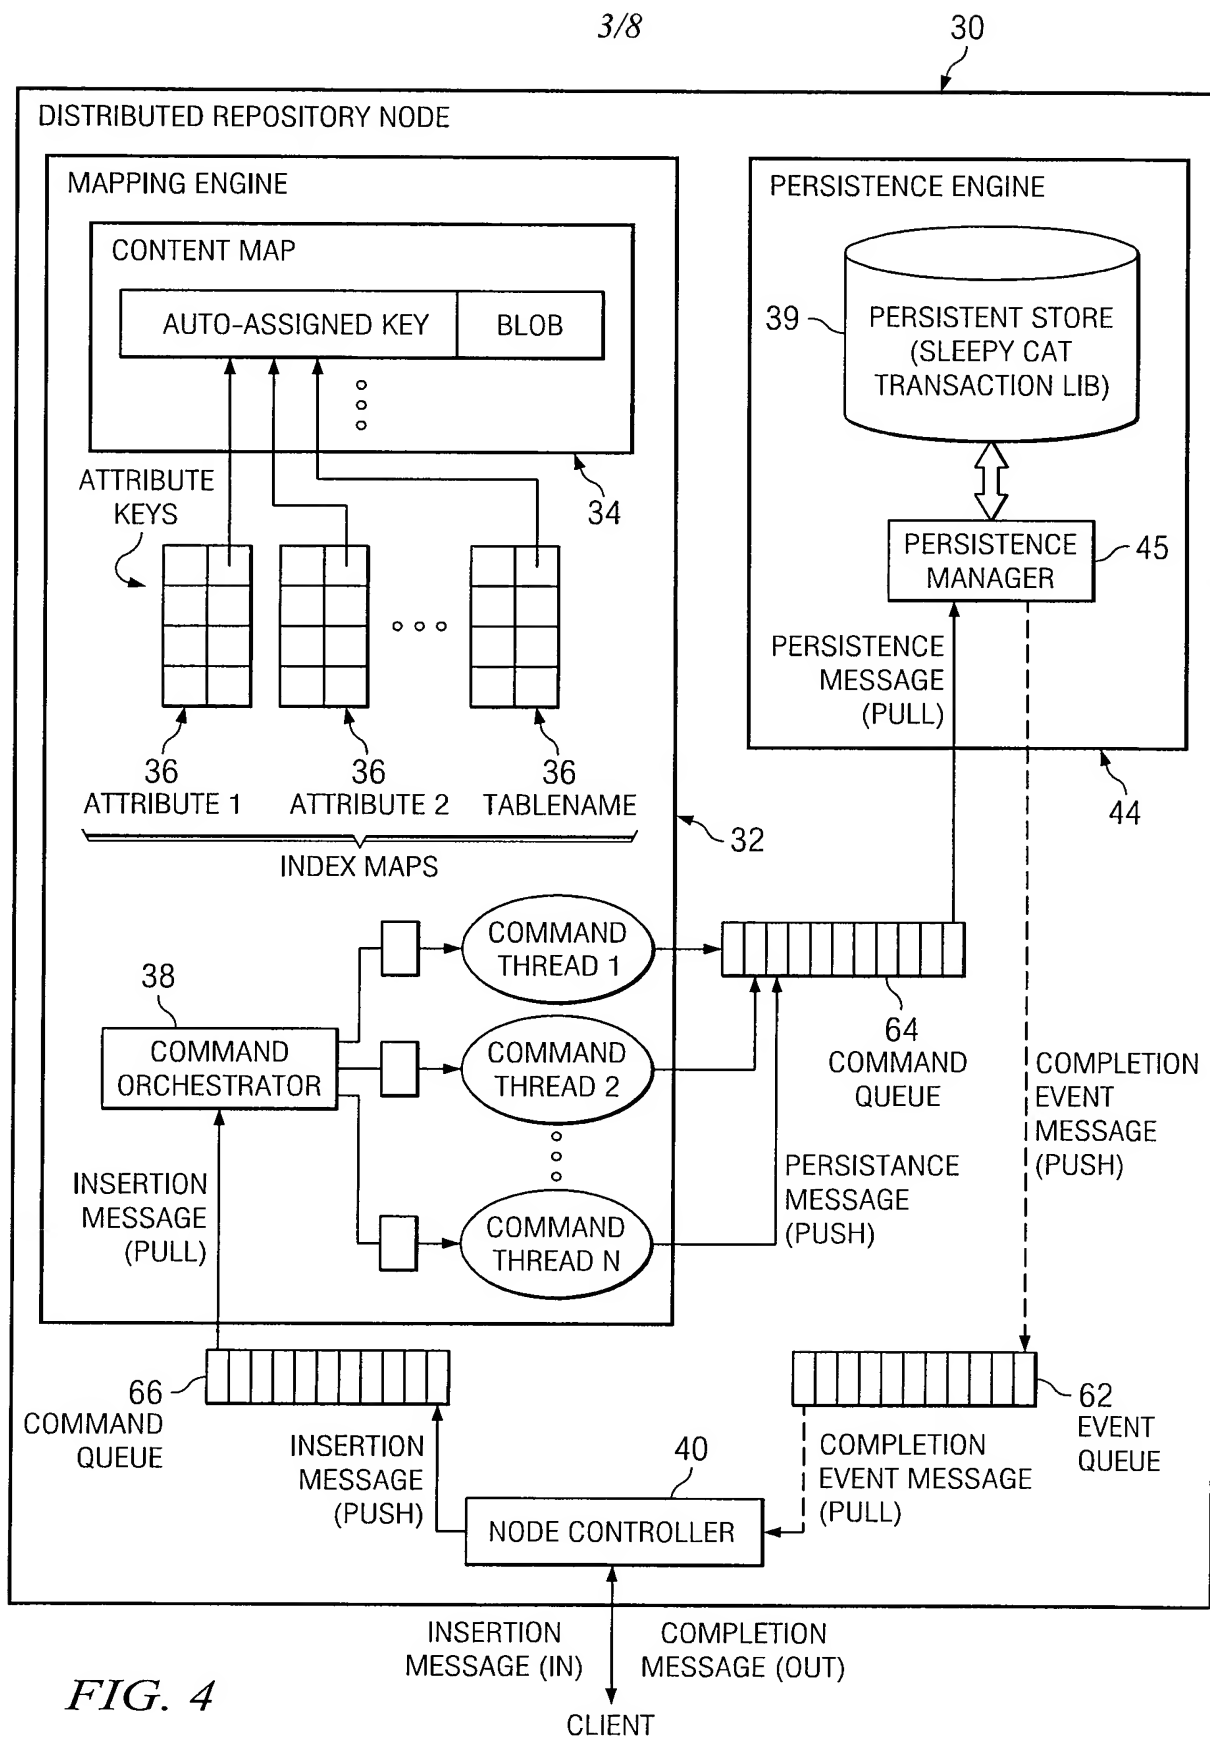 3/8
30
DISTRIBUTED REPOSITORY NODE
MAPPING ENGINE
CONTENT MAP
AUTO-ASSIGNED KEY
BLOB
34
ATTRIBUTE
KEYS
36
ATTRIBUTE 1
36
ATTRIBUTE 2
36
TABLENAME
INDEX MAPS
32
PERSISTENCE ENGINE
39
PERSISTENT STORE
(SLEEPY CAT
TRANSACTION LIB)
PERSISTENCE
MANAGER
45
PERSISTENCE
MESSAGE
(PULL)
44
38
COMMAND
ORCHESTRATOR
COMMAND
THREAD 1
COMMAND
THREAD 2
COMMAND
THREAD N
64
COMMAND
QUEUE
COMPLETION
EVENT
MESSAGE
(PUSH)
PERSISTANCE
MESSAGE
(PUSH)
INSERTION
MESSAGE
(PULL)
66
COMMAND
QUEUE
INSERTION
MESSAGE
(PUSH)
40
NODE CONTROLLER
COMPLETION
EVENT MESSAGE
(PULL)
62
EVENT
QUEUE
INSERTION
MESSAGE (IN)
COMPLETION
MESSAGE (OUT)
CLIENT
FIG. 4